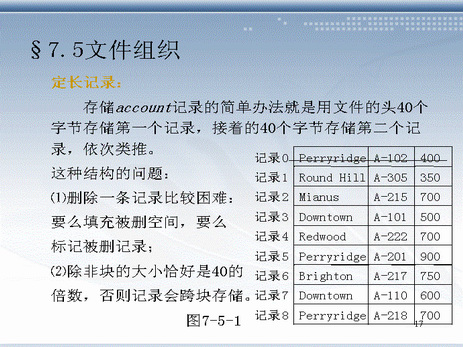 §7.5文件组织
定长记录：
存储account记录的简单办法就是用文件的头40个
字节存储第一个记录，接着的40个字节存储第二个记
录，依次类推。
这种结构的问题：
⑴删除一条记录比较困难：
要么填充被删空间，要么
标记被删记录；
⑵除非块的大小恰好是40的
倍数，否则记录会跨块存储。
图7-5-1
记录0 Perryridge A-102 400
记录1 Round Hill A-305 350
记录2 Mianus A-215 700
记录3 Downtown A-101 500
记录4 Redwood A-222 700
记录5 Perryridge A-201 900
记录6 Brighton A-217 750
记录7 Downtown A-110 600
记录8 Perryridge A-218 700
17